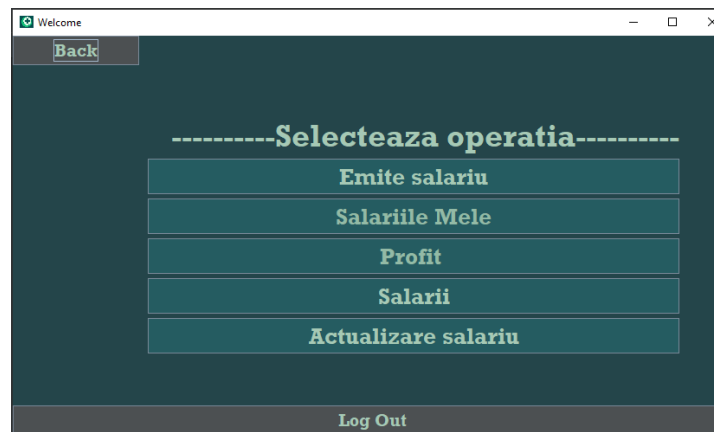 Welcome
Back
----------Selecteaza operatia----------
Emite salariu
Salariile Mele
Profit
Salarii
Actualizare salariu
Log Out